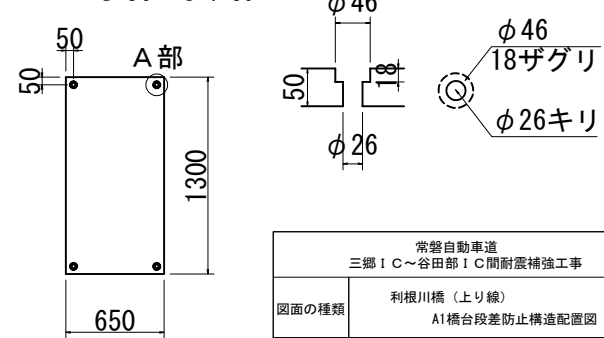 50
A部
50
1300
650
φ46
50
18
φ26
φ46
18ザグリ
φ26キリ
常磐自動車道
三郷ＩＣ～谷田部ＩＣ間耐震補強工事
図面の種類
利根川橋（上り線）
A1橋台段差防止構造配置図